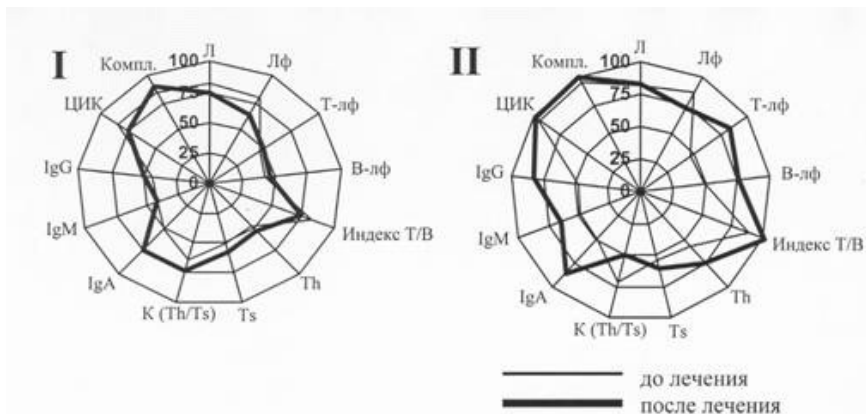 I
100
75
50
25
0
Л
Лф
Т-лф
В-лф
Индекс Т/В
Th
Ts
К (Th/Ts)
IgA
IgM
IgG
ЦИК
Компл.
II
100
75
50
25
0
Л
Лф
Т-лф
В-лф
Индекс Т/В
Th
Ts
К (Th/Ts)
IgA
IgM
IgG
ЦИК
Компл.
до лечения
после лечения